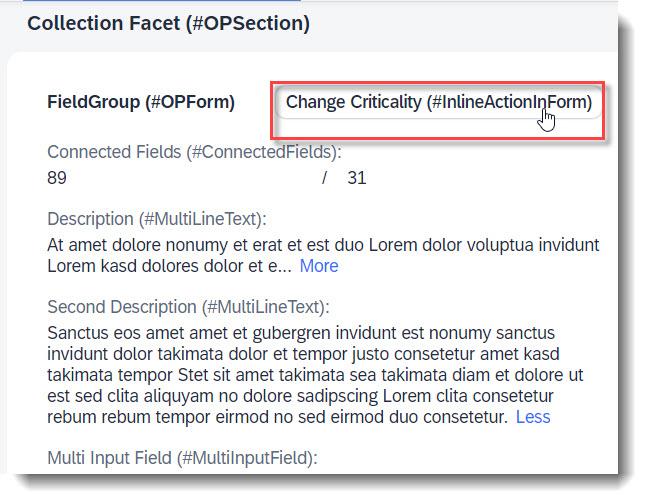 Collection Facet (#OPSection)
FieldGroup (#OPForm) Change Criticality (#InlineActionInForm)
Connected Fields (#ConnectedFields):
89 / 31
Description (#MultiLineText):
At amet dolore nonumy et erat et est duo Lorem dolor voluptua invidunt
Lorem kasd dolores dolor et e... More
Second Description (#MultiLineText):
Sanctus eos amet amet et gubergren invidunt est nonumy sanctus
invidunt dolor takimata dolor et tempor justo consetetur amet kasd
takimata tempor Stet sit amet takimata sea takimata diam et dolore ut
est sed clita aliquyam no dolore sadipscing Lorem clita consetetur
rebum rebum tempor eirmod no sed eirmod duo consetetur. Less
Multi Input Field (#MultiInputField):